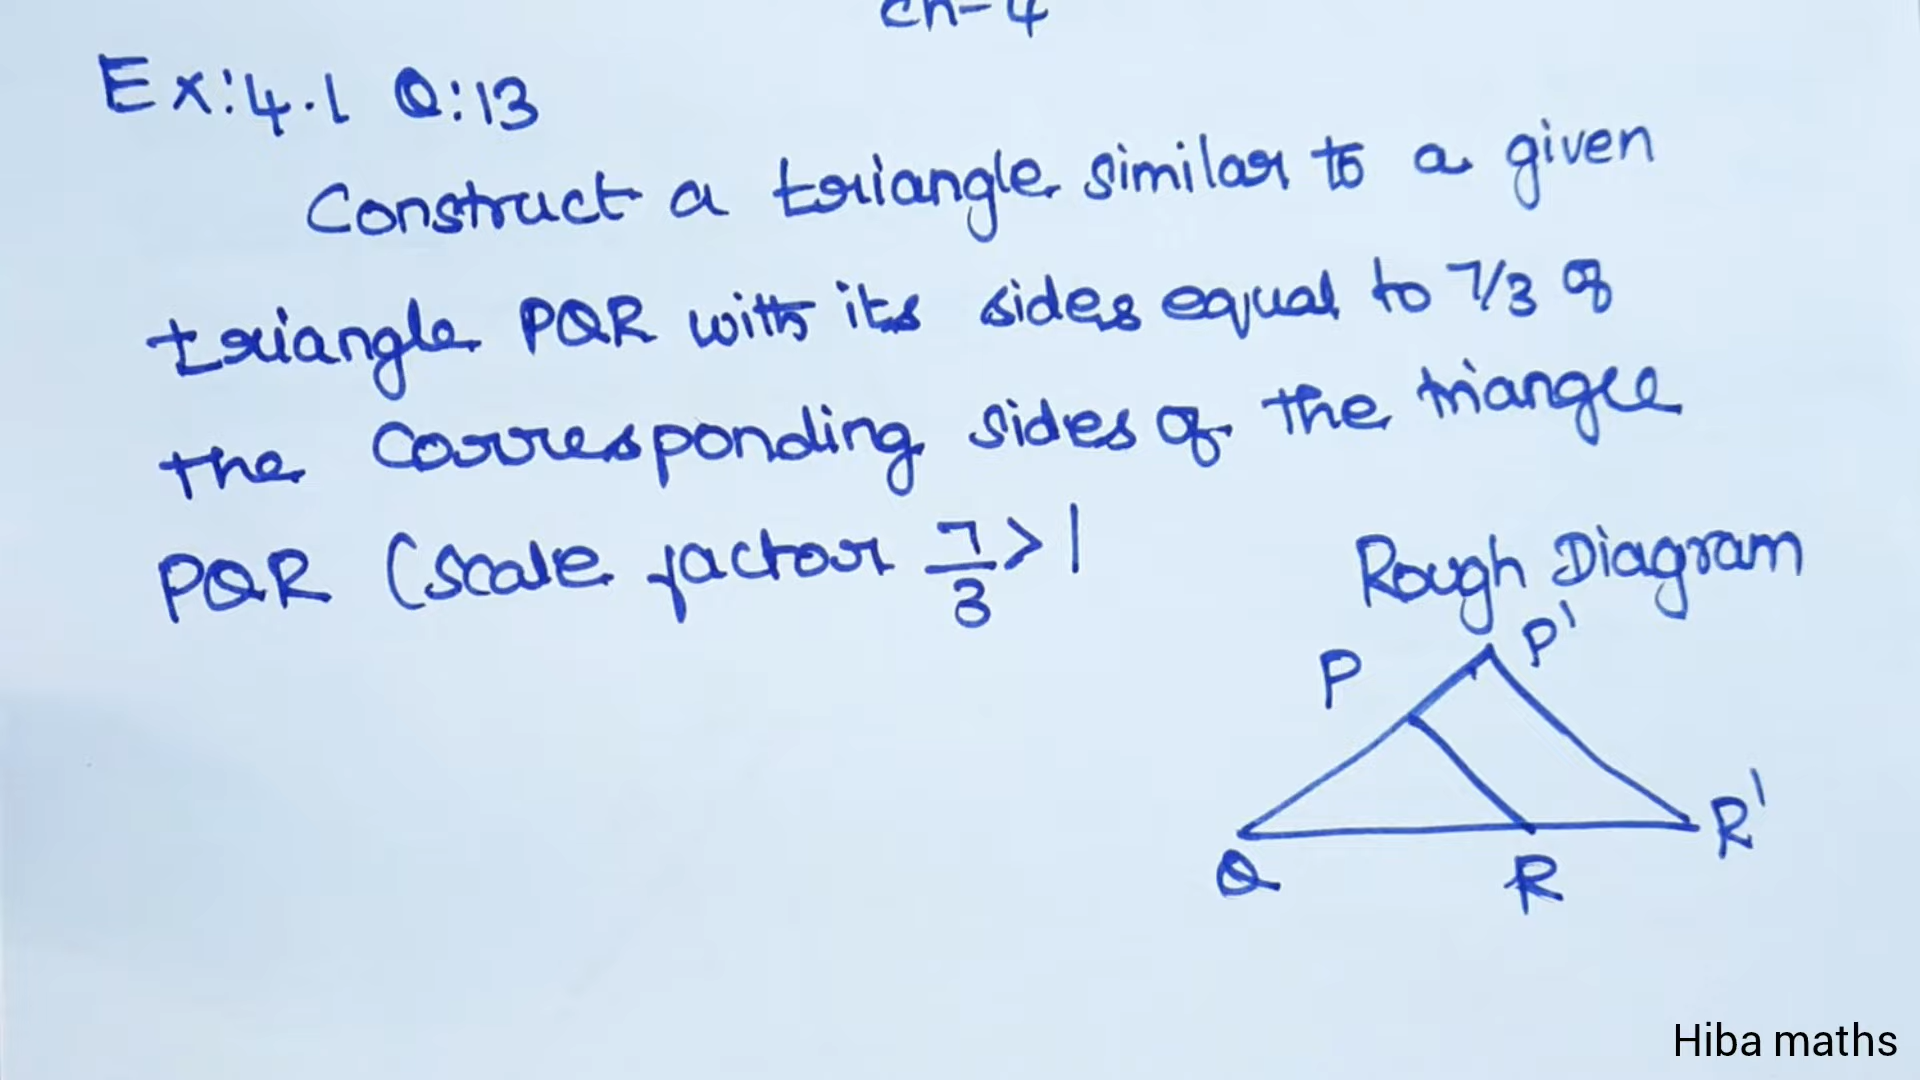 Ch-4
Ex:4.1 Q:13
Construct a triangle similar to a given
triangle PQR with its sides equal to 7/3 of
the corresponding sides of the triangle
PQR (scale factor 7/3 > 1
Rough Diagram
P P'
Q R R'
Hiba maths